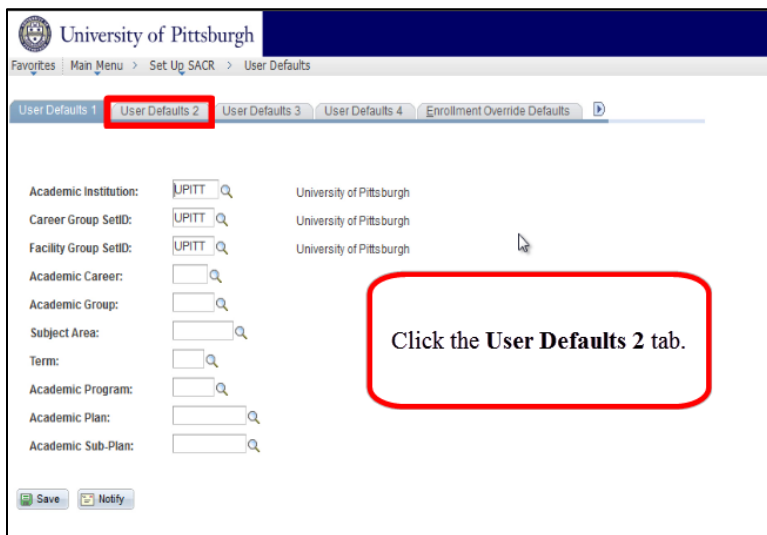 University of Pittsburgh
Favorites Main Menu > Set Up SACR > User Defaults
User Defaults 1 User Defaults 2 User Defaults 3 User Defaults 4 Enrollment Override Defaults
Academic Institution: UPITT University of Pittsburgh
Career Group SetID: UPITT University of Pittsburgh
Facility Group SetID: UPITT University of Pittsburgh
Academic Career:
Academic Group:
Subject Area:
Click the User Defaults 2 tab.
Term:
Academic Program:
Academic Plan:
Academic Sub-Plan:
Save Notify